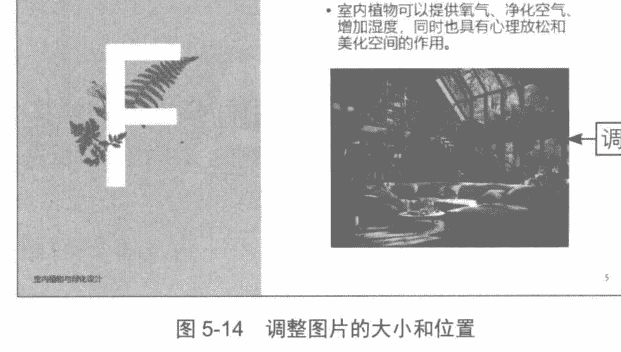 • 室内植物可以提供氧气、净化空气、
增加湿度，同时也具有心理放松和
美化空间的作用。
F
调
室内植物与绿化设计
5
图 5-14 调整图片的大小和位置